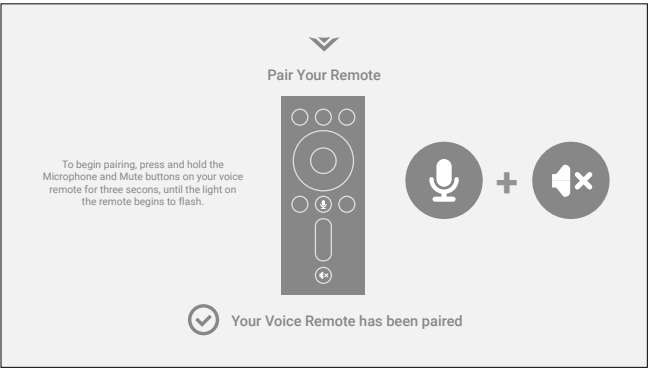 Pair Your Remote
To begin pairing, press and hold the
Microphone and Mute buttons on your voice
remote for three secons, until the light on
the remote begins to flash.
Your Voice Remote has been paired